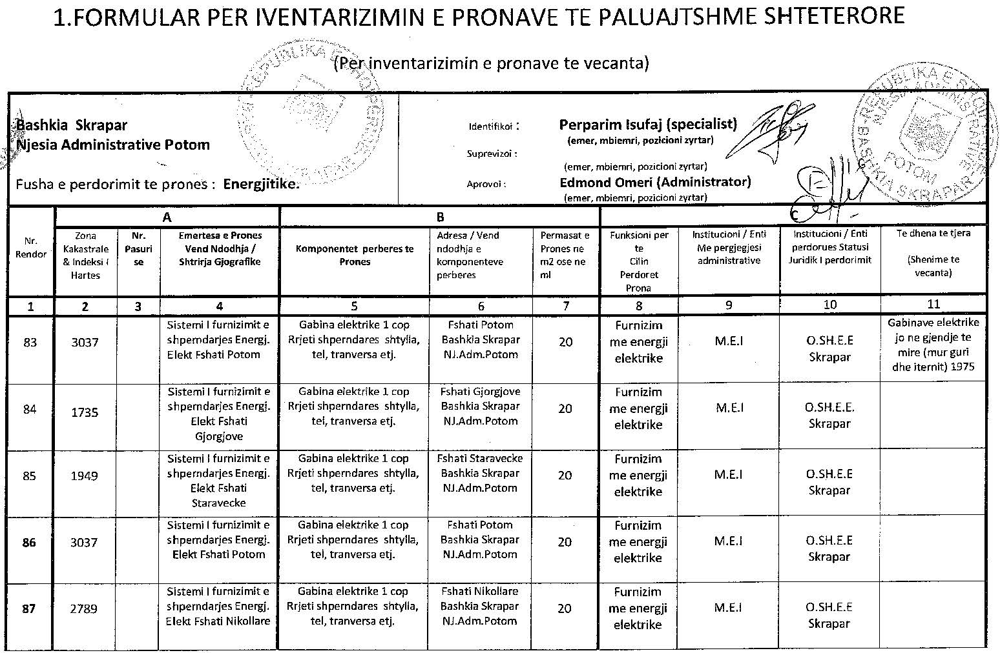 1.FORMULAR PER IVENTARIZIMIN E PRONAVE TE PALUAJTSHME SHTETERORE
(Per inventarizimin e pronave te vecanta)
Bashkia Skrapar
Njesia Administrative Potom
Fusha e perdorimit te prones : Energjitike.
Identifikoi : Perparim Isufaj (specialist)
(emer, mbiemri, pozicioni zyrtar)
Suprevizoi :
(emer, mbiemri, pozicioni zyrtar)
Aprovoi : Edmond Omeri (Administrator)
(emer, mbiemri, pozicioni zyrtar)
REPUBLIKA E SHQIPERISE
NJESIA ADMINISTRATIVE
POTOM
BASHKIA SKRAPAR
A
B
Nr.
Rendor
Zona
Kakastrale
& Indeksi I
Hartes
Nr.
Pasuri
se
Emertesa e Prones
Vend Ndodhja /
Shtrirja Gjografike
Komponentet perberes te
Prones
Adresa / Vend
ndodhja e
komponenteve
perberes
Permasat e
Prones ne
m2 ose ne
ml
Funksioni per
te
Cilin
Perdoret
Prona
Institucioni / Enti
Me pergjegjesi
administrative
Institucioni / Enti
perdorues Statusi
Juridik I perdorimit
Te dhena te tjera
(Shenime te
vecanta)
1 2 3 4 5 6 7 8 9 10 11
83
3037
Sistemi I furnizimit e
shperndarjes Energj.
Elekt Fshati Potom
Gabina elektrike 1 cop
Rrjeti shperndares shtylla,
tel, tranversa etj.
Fshati Potom
Bashkia Skrapar
NJ.Adm.Potom
20
Furnizim
me energji
elektrike
M.E.I
O.SH.E.E
Skrapar
Gabinave elektrike
jo ne gjendje te
mire (mur guri
dhe iternit) 1975
84
1735
Sistemi I furnizimit e
shperndarjes Energj.
Elekt Fshati
Gjorgjove
Gabina elektrike 1 cop
Rrjeti shperndares shtylla,
tel, tranversa etj.
Fshati Gjorgjove
Bashkia Skrapar
NJ.Adm.Potom
20
Furnizim
me energji
elektrike
M.E.I
O.SH.E.E.
Skrapar
85
1949
Sistemi I furnizimit e
shperndarjes Energj.
Elekt Fshati
Staravecke
Gabina elektrike 1 cop
Rrjeti shperndares shtylla,
tel, tranversa etj.
Fshati Staravecke
Bashkia Skrapar
NJ.Adm.Potom
20
Furnizim
me energji
elektrike
M.E.I
O.SH.E.E
Skrapar
86
3037
Sistemi I furnizimit e
shperndarjes Energj.
Elekt Fshati Potom
Gabina elektrike 1 cop
Rrjeti shperndares shtylla,
tel, tranversa etj.
Fshati Potom
Bashkia Skrapar
NJ.Adm.Potom
20
Furnizim
me energji
elektrike
M.E.I
O.SH.E.E
Skrapar
87
2789
Sistemi I furnizimit e
shperndarjes Energj.
Elekt Fshati Nikollare
Gabina elektrike 1 cop
Rrjeti shperndares shtylla,
tel, tranversa etj.
Fshati Nikollare
Bashkia Skrapar
NJ.Adm.Potom
20
Furnizim
me energji
elektrike
M.E.I
O.SH.E.E
Skrapar